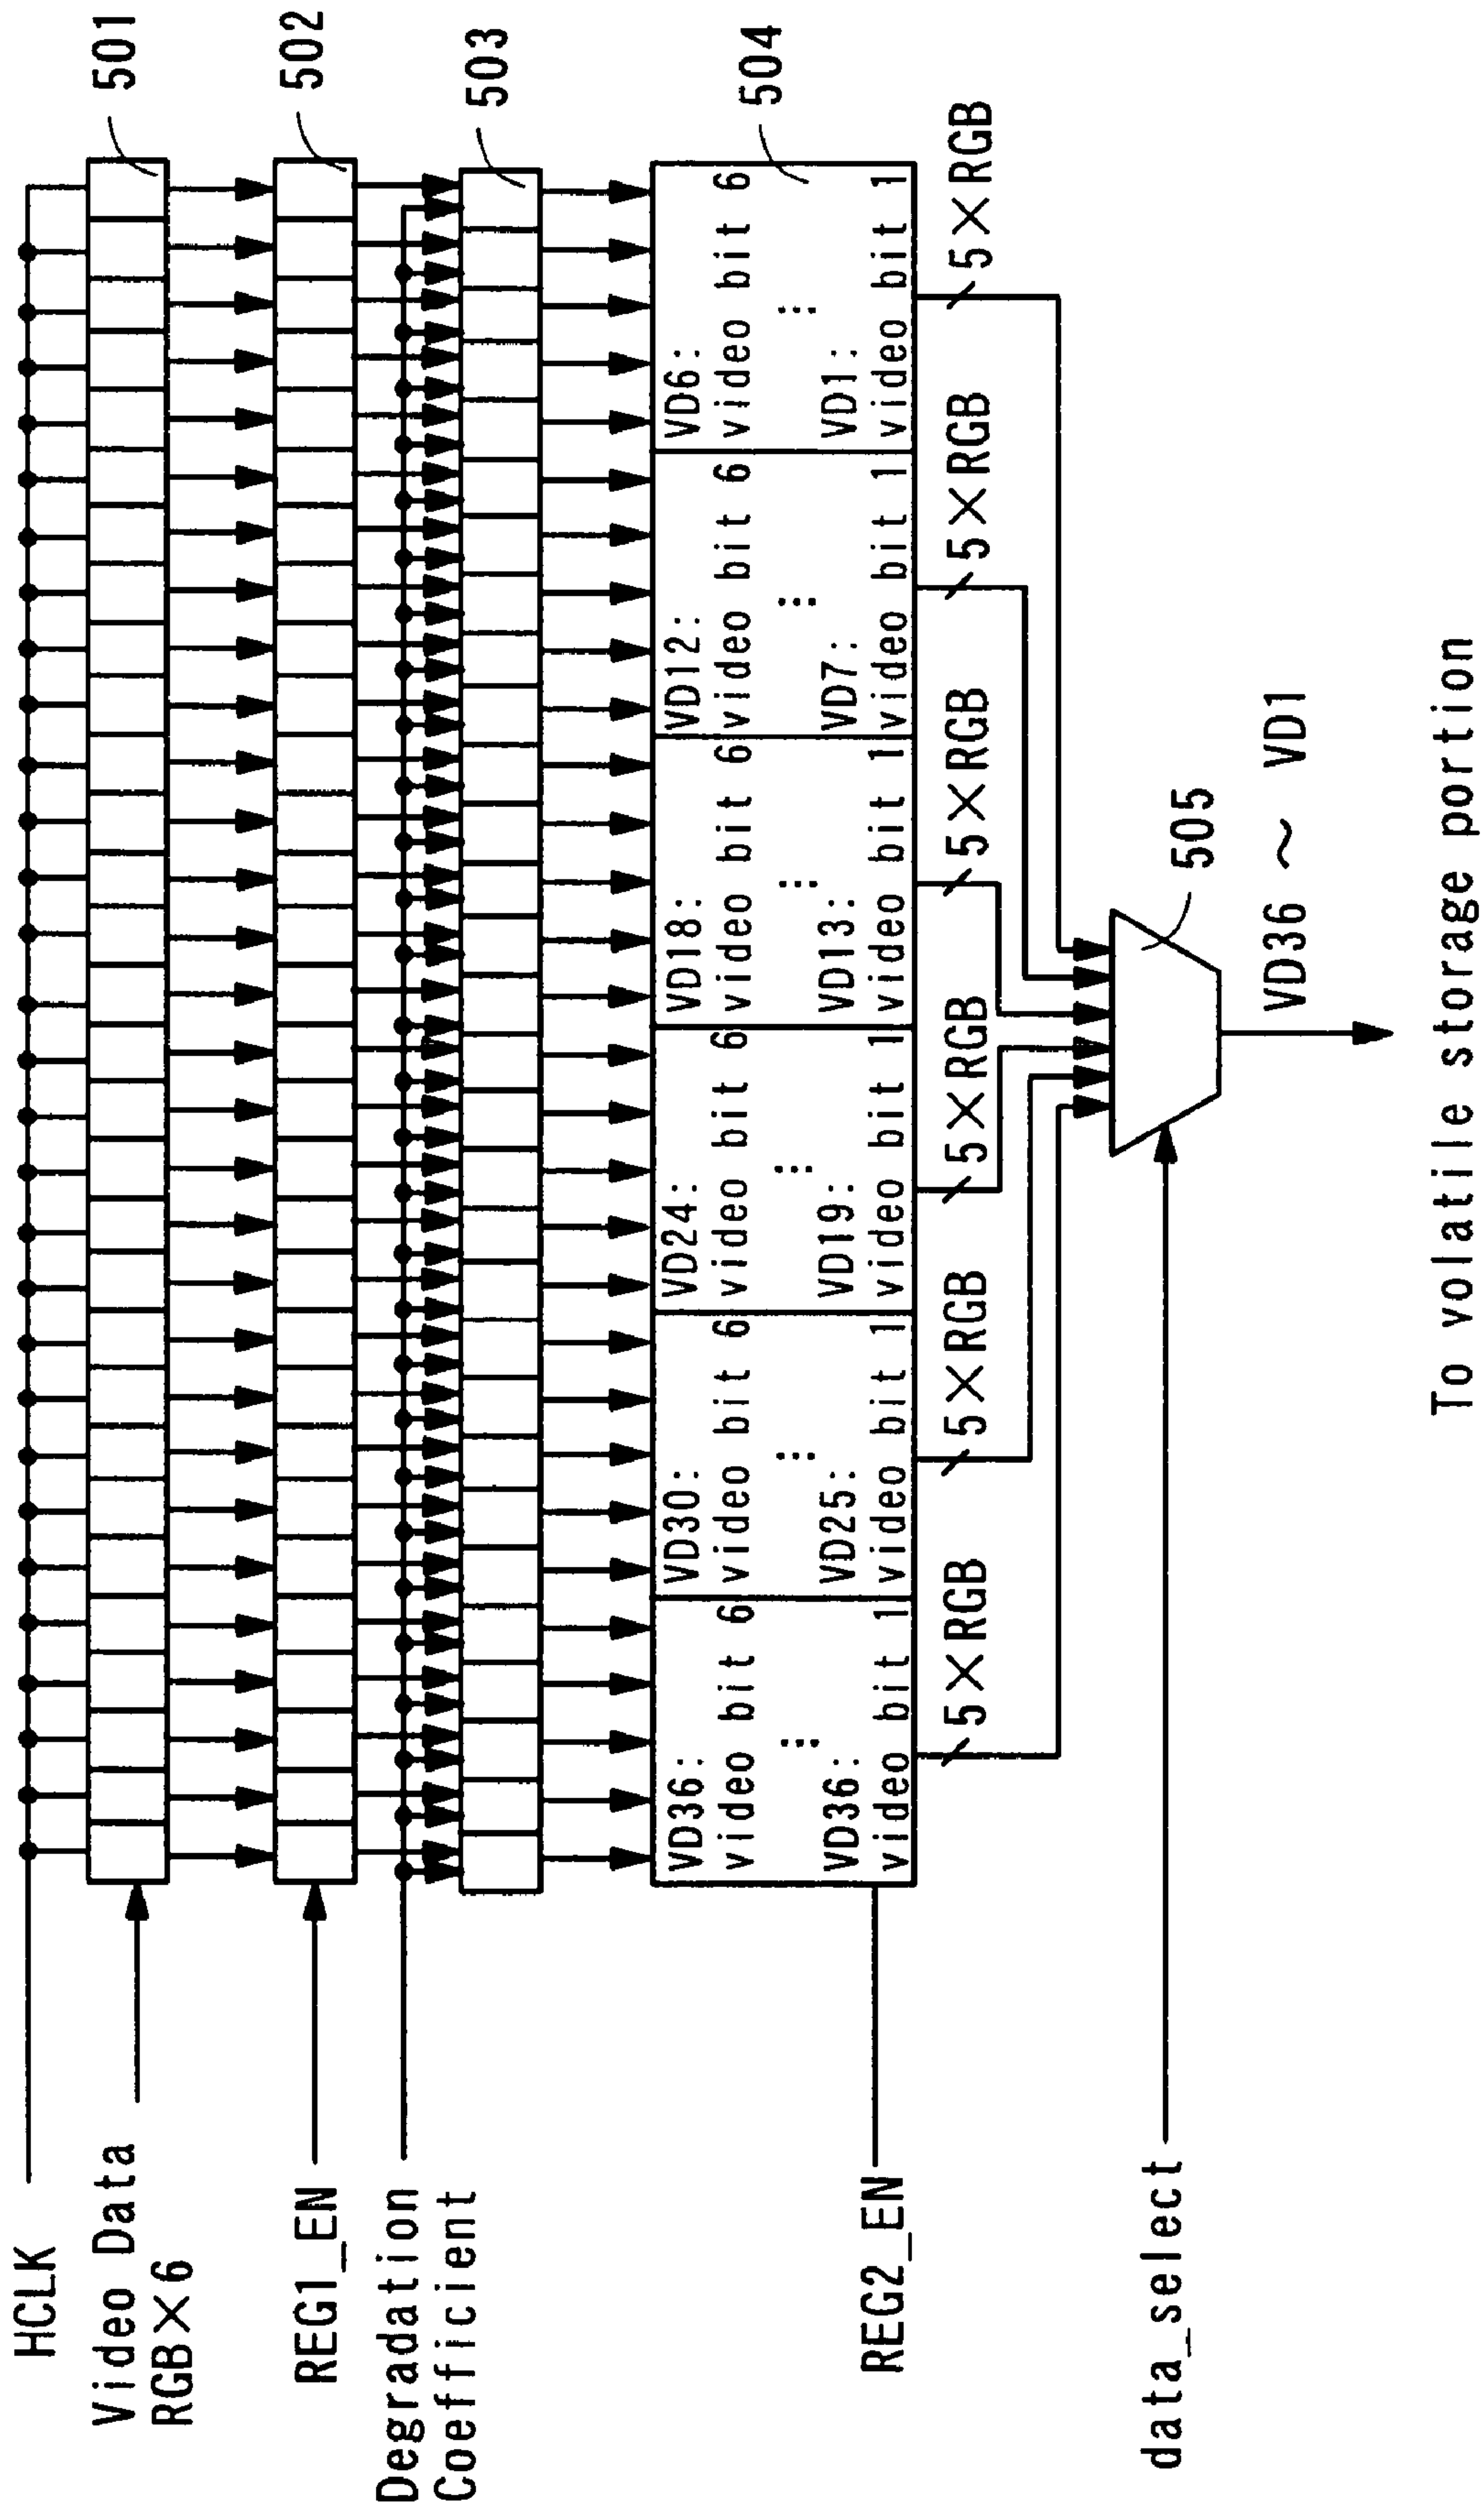 HCLK
501
Video Data
RGB×6
502
REG1_EN
503
Degradation
Coefficient
504
VD36:
video bit 6
⋮
VD36:
video bit 1
VD30:
video bit 6
⋮
VD25:
video bit 1
VD24:
video bit 6
⋮
VD19:
video bit 1
VD18:
video bit 6
⋮
VD13:
video bit 1
VD12:
video bit 6
⋮
VD7:
video bit 1
VD6:
video bit 6
⋮
VD1:
video bit 1
REG2_EN
5×RGB
5×RGB
5×RGB
5×RGB
5×RGB
5×RGB
data_select
505
VD36 ~ VD1
To volatile storage portion